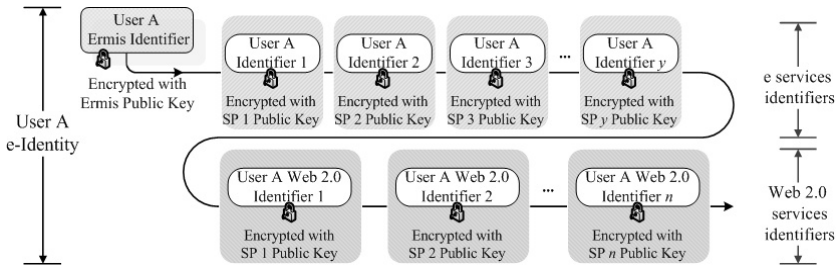 User A
Ermis Identifier
Encrypted with
Ermis Public Key
User A
Identifier 1
Encrypted with
SP 1 Public Key
User A
Identifier 2
Encrypted with
SP 2 Public Key
User A
Identifier 3
Encrypted with
SP 3 Public Key
...
User A
Identifier y
Encrypted with
SP y Public Key
e services
identifiers
User A
e-Identity
User A Web 2.0
Identifier 1
Encrypted with
SP 1 Public Key
User A Web 2.0
Identifier 2
Encrypted with
SP 2 Public Key
...
User A Web 2.0
Identifier n
Encrypted with
SP n Public Key
Web 2.0
services
identifiers